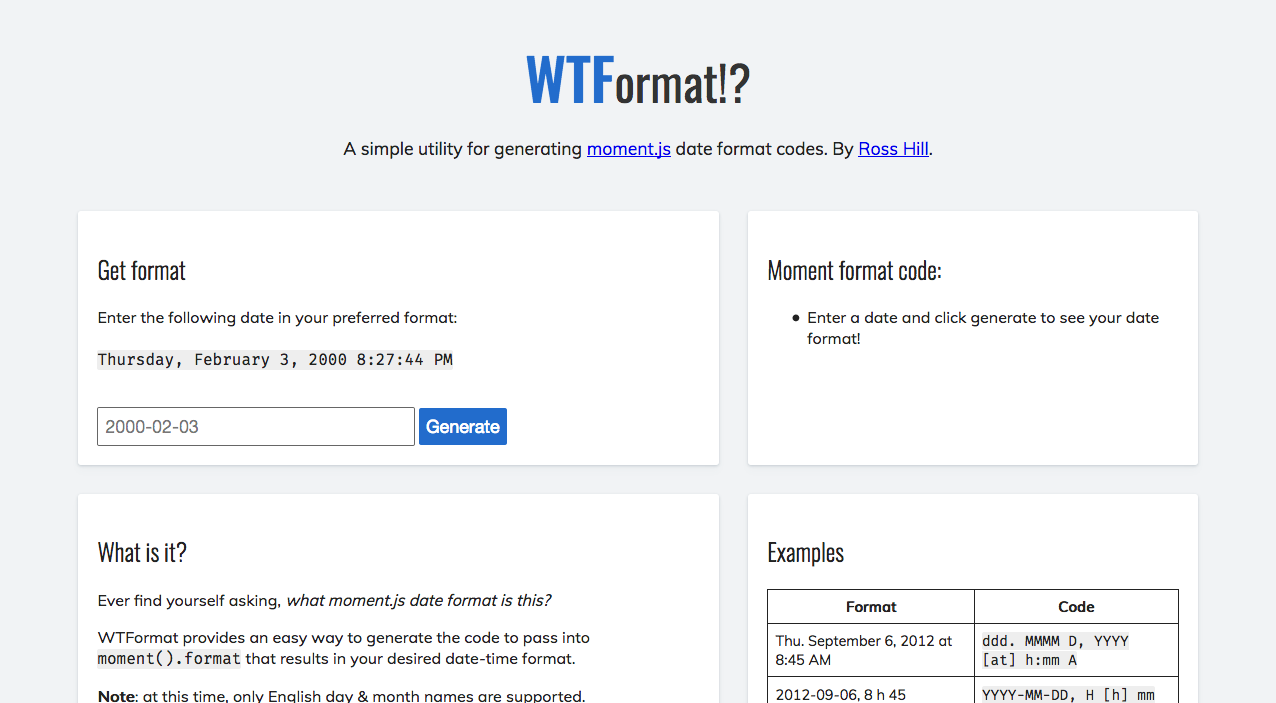 WTFormat!?
A simple utility for generating moment.js date format codes. By Ross Hill.
Get format
Enter the following date in your preferred format:
Thursday, February 3, 2000 8:27:44 PM
2000-02-03
Generate
Moment format code:
Enter a date and click generate to see your date
format!
What is it?
Ever find yourself asking, what moment.js date format is this?
WTFormat provides an easy way to generate the code to pass into
moment().format that results in your desired date-time format.
Note: at this time, only English day & month names are supported.
Examples
Format Code
Thu. September 6, 2012 at ddd. MMMM D, YYYY
8:45 AM [at] h:mm A
2012-09-06, 8 h 45 YYYY-MM-DD, H [h] mm